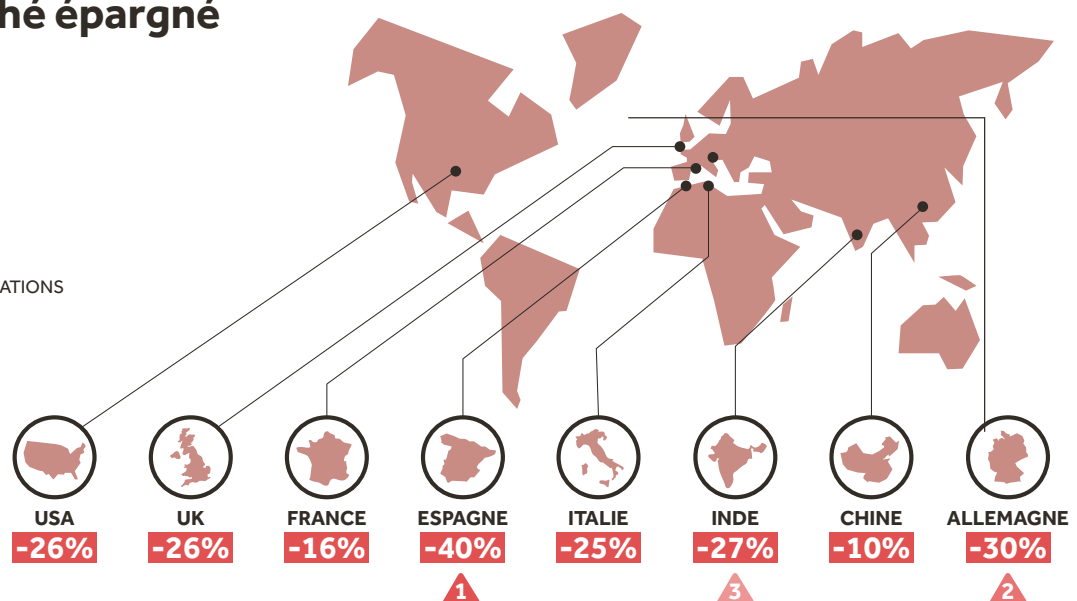 hé épargné
ATIONS
USA UK FRANCE ESPAGNE ITALIE INDE CHINE ALLEMAGNE
-26% -26% -16% -40% -25% -27% -10% -30%
1 3 2